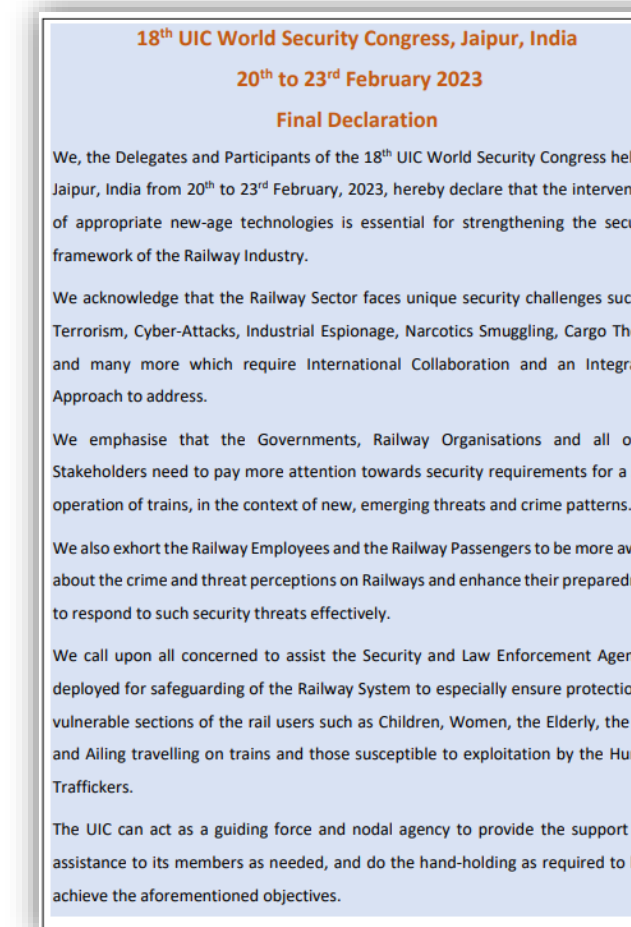 18th UIC World Security Congress, Jaipur, India
20th to 23rd February 2023
Final Declaration
We, the Delegates and Participants of the 18th UIC World Security Congress hel
Jaipur, India from 20th to 23rd February, 2023, hereby declare that the interven
of appropriate new-age technologies is essential for strengthening the secu
framework of the Railway Industry.
We acknowledge that the Railway Sector faces unique security challenges suc
Terrorism, Cyber-Attacks, Industrial Espionage, Narcotics Smuggling, Cargo Th
and many more which require International Collaboration and an Integra
Approach to address.
We emphasise that the Governments, Railway Organisations and all o
Stakeholders need to pay more attention towards security requirements for a
operation of trains, in the context of new, emerging threats and crime patterns.
We also exhort the Railway Employees and the Railway Passengers to be more aw
about the crime and threat perceptions on Railways and enhance their prepared
to respond to such security threats effectively.
We call upon all concerned to assist the Security and Law Enforcement Agen
deployed for safeguarding of the Railway System to especially ensure protectio
vulnerable sections of the rail users such as Children, Women, the Elderly, the
and Ailing travelling on trains and those susceptible to exploitation by the Hu
Traffickers.
The UIC can act as a guiding force and nodal agency to provide the support
assistance to its members as needed, and do the hand-holding as required to
achieve the aforementioned objectives.